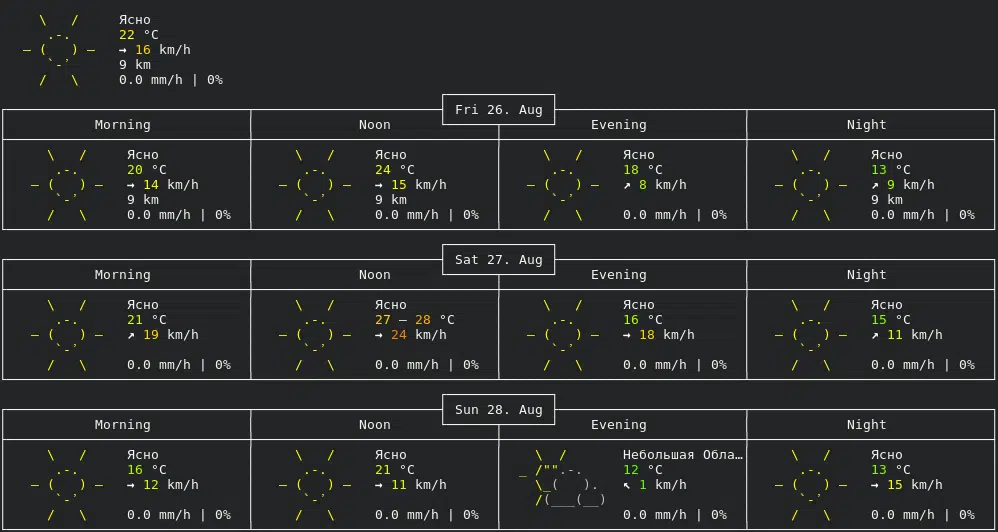 Ясно
22 °C
→ 16 km/h
9 km
0.0 mm/h | 0%
Fri 26. Aug
Morning Noon Evening Night
Ясно Ясно Ясно Ясно
20 °C 24 °C 18 °C 13 °C
→ 14 km/h → 15 km/h ↗ 8 km/h ↗ 9 km/h
9 km 9 km 9 km
0.0 mm/h | 0% 0.0 mm/h | 0% 0.0 mm/h | 0% 0.0 mm/h | 0%
Sat 27. Aug
Morning Noon Evening Night
Ясно Ясно Ясно Ясно
21 °C 27 – 28 °C 16 °C 15 °C
↗ 19 km/h → 24 km/h → 18 km/h ↗ 11 km/h
0.0 mm/h | 0% 0.0 mm/h | 0% 0.0 mm/h | 0% 0.0 mm/h | 0%
Sun 28. Aug
Morning Noon Evening Night
Ясно Ясно Небольшая Обла… Ясно
16 °C 21 °C 12 °C 13 °C
→ 12 km/h → 11 km/h ↖ 1 km/h → 15 km/h
0.0 mm/h | 0% 0.0 mm/h | 0% 0.0 mm/h | 0% 0.0 mm/h | 0%